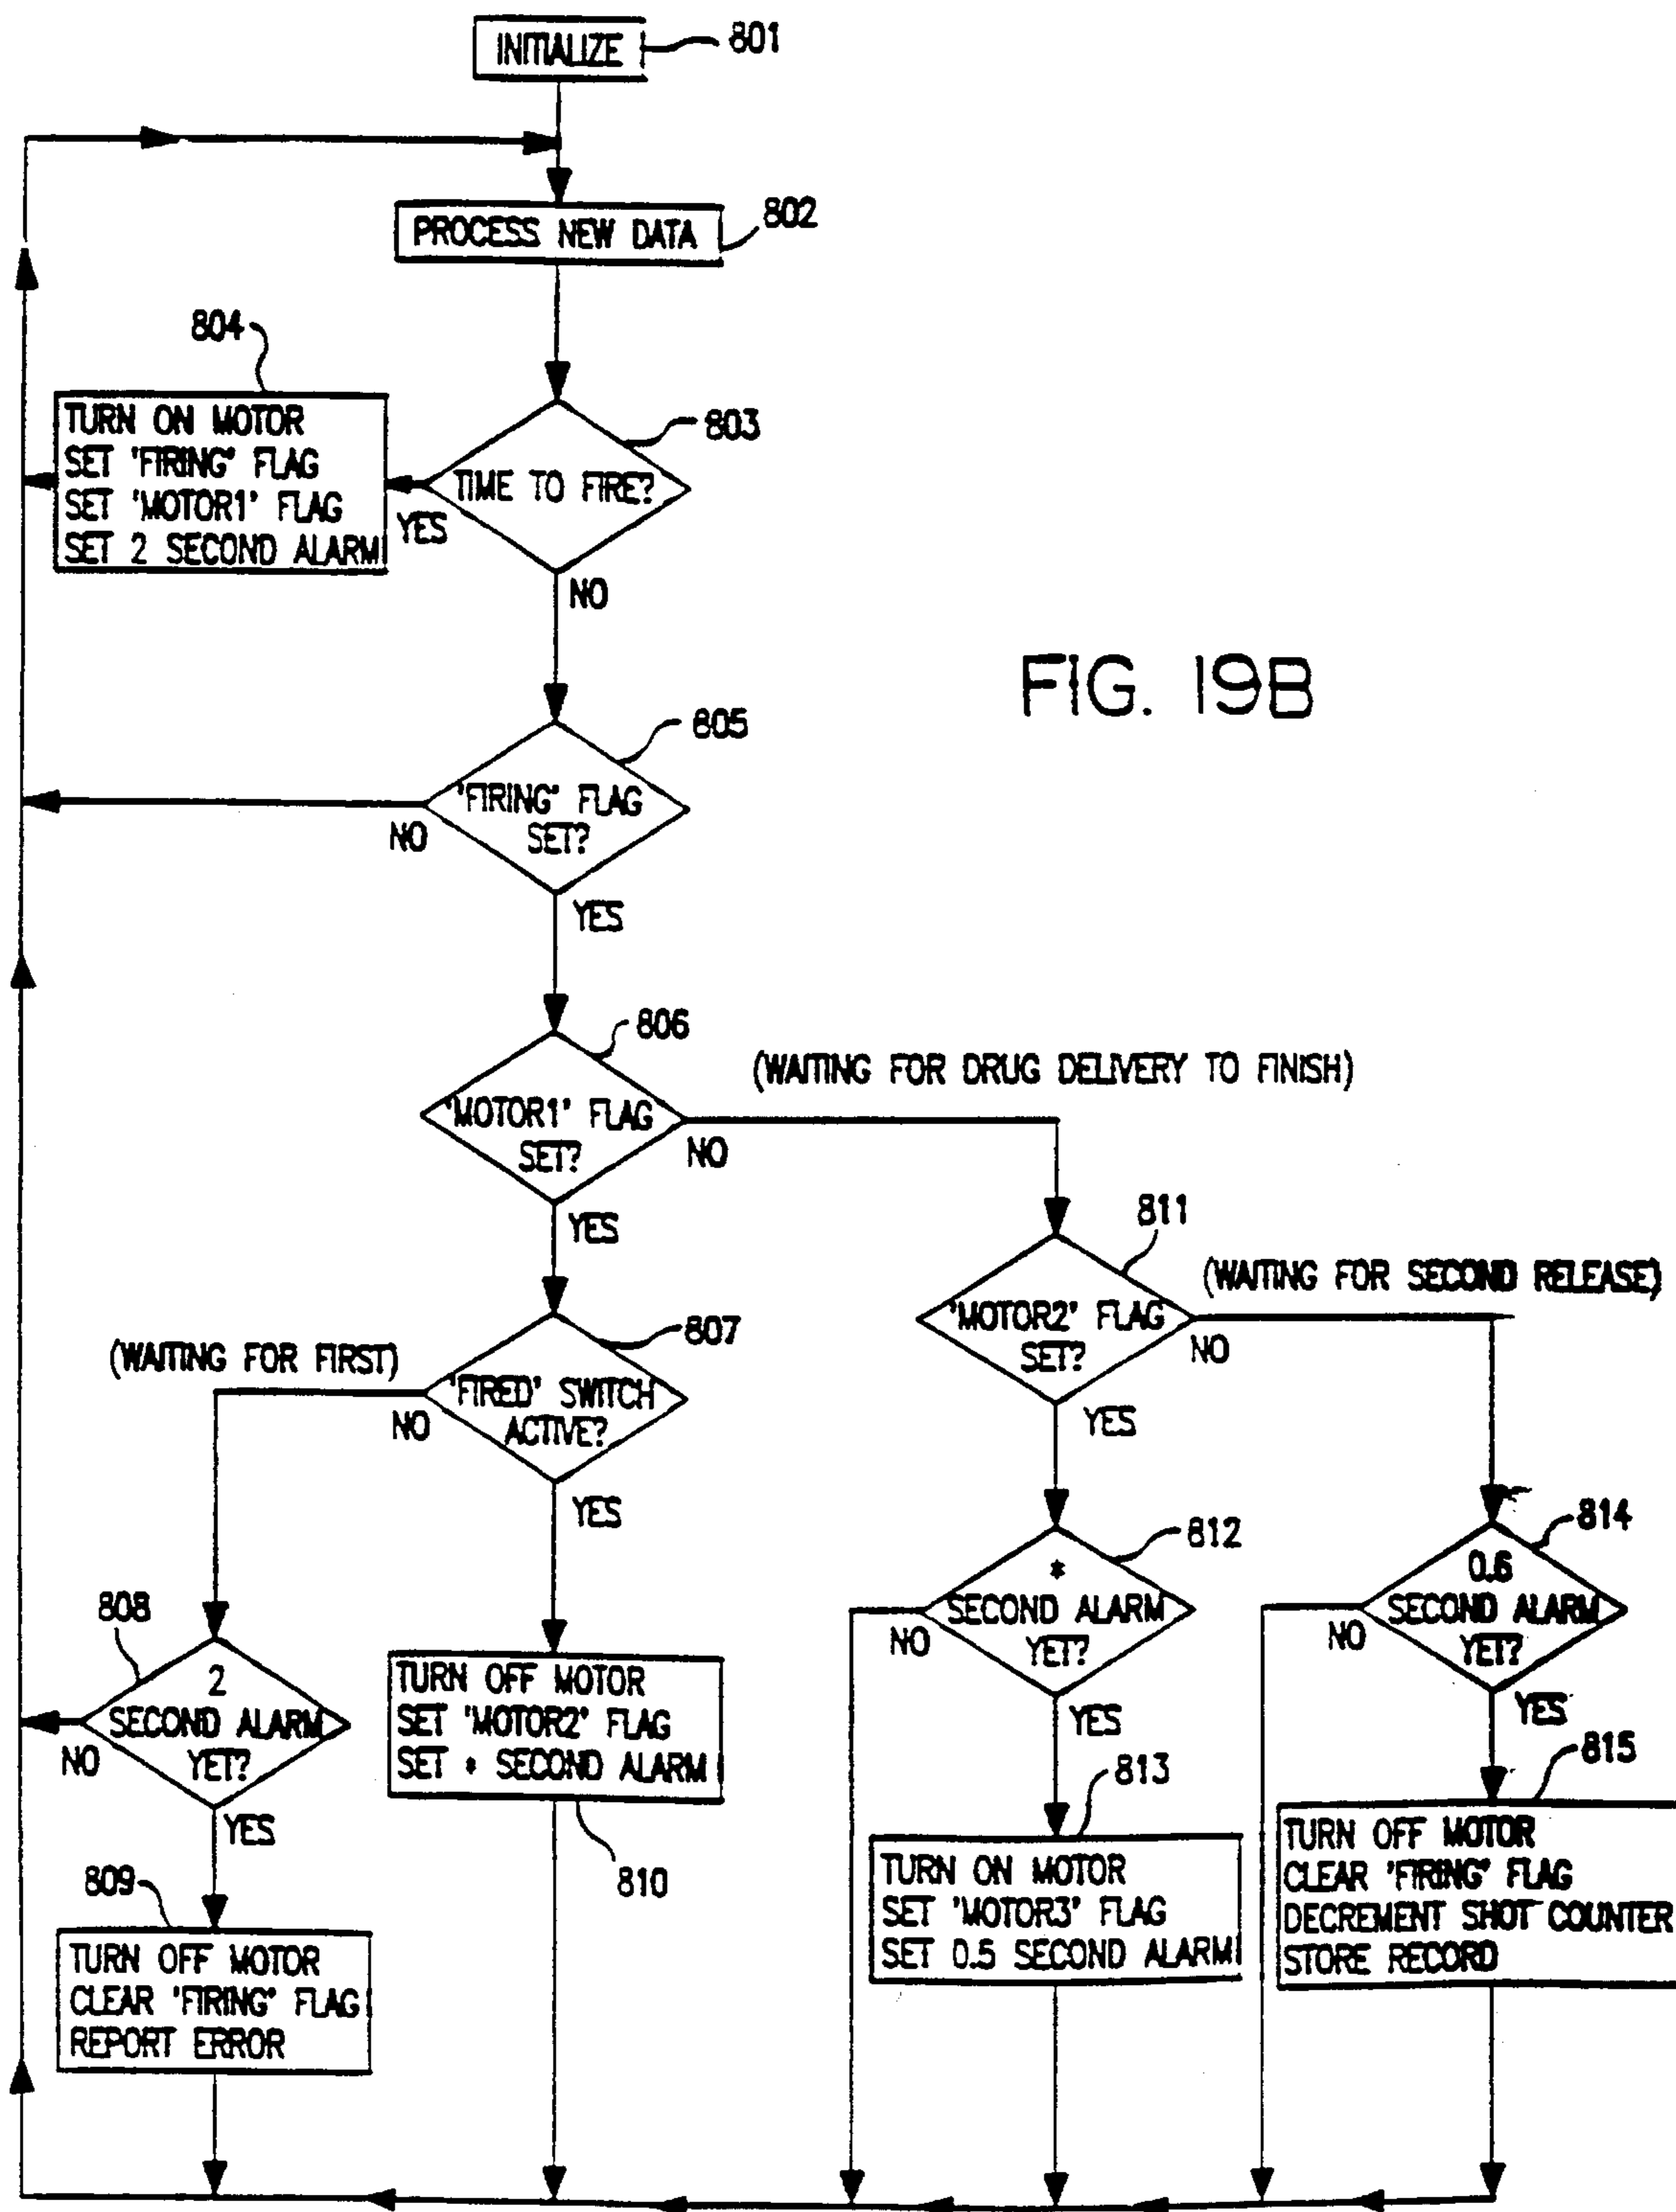 INITIALIZE
801
PROCESS NEW DATA
802
804
TURN ON MOTOR
SET 'FIRING' FLAG
SET 'MOTOR1' FLAG
SET 2 SECOND ALARM
803
TIME TO FIRE?
YES
NO
FIG. 19B
805
'FIRING' FLAG
SET?
NO
YES
806
'MOTOR1' FLAG
SET?
(WAITING FOR DRUG DELIVERY TO FINISH)
NO
YES
811
'MOTOR2' FLAG
SET?
(WAITING FOR SECOND RELEASE)
NO
YES
807
'FIRED' SWITCH
ACTIVE?
(WAITING FOR FIRST)
NO
YES
812
*
SECOND ALARM
YET?
NO
YES
814
0.6
SECOND ALARM
YET?
NO
YES
808
2
SECOND ALARM
YET?
NO
YES
TURN OFF MOTOR
SET 'MOTOR2' FLAG
SET * SECOND ALARM
810
813
TURN ON MOTOR
SET 'MOTOR3' FLAG
SET 0.5 SECOND ALARM
815
TURN OFF MOTOR
CLEAR 'FIRING' FLAG
DECREMENT SHOT COUNTER
STORE RECORD
809
TURN OFF MOTOR
CLEAR 'FIRING' FLAG
REPORT ERROR